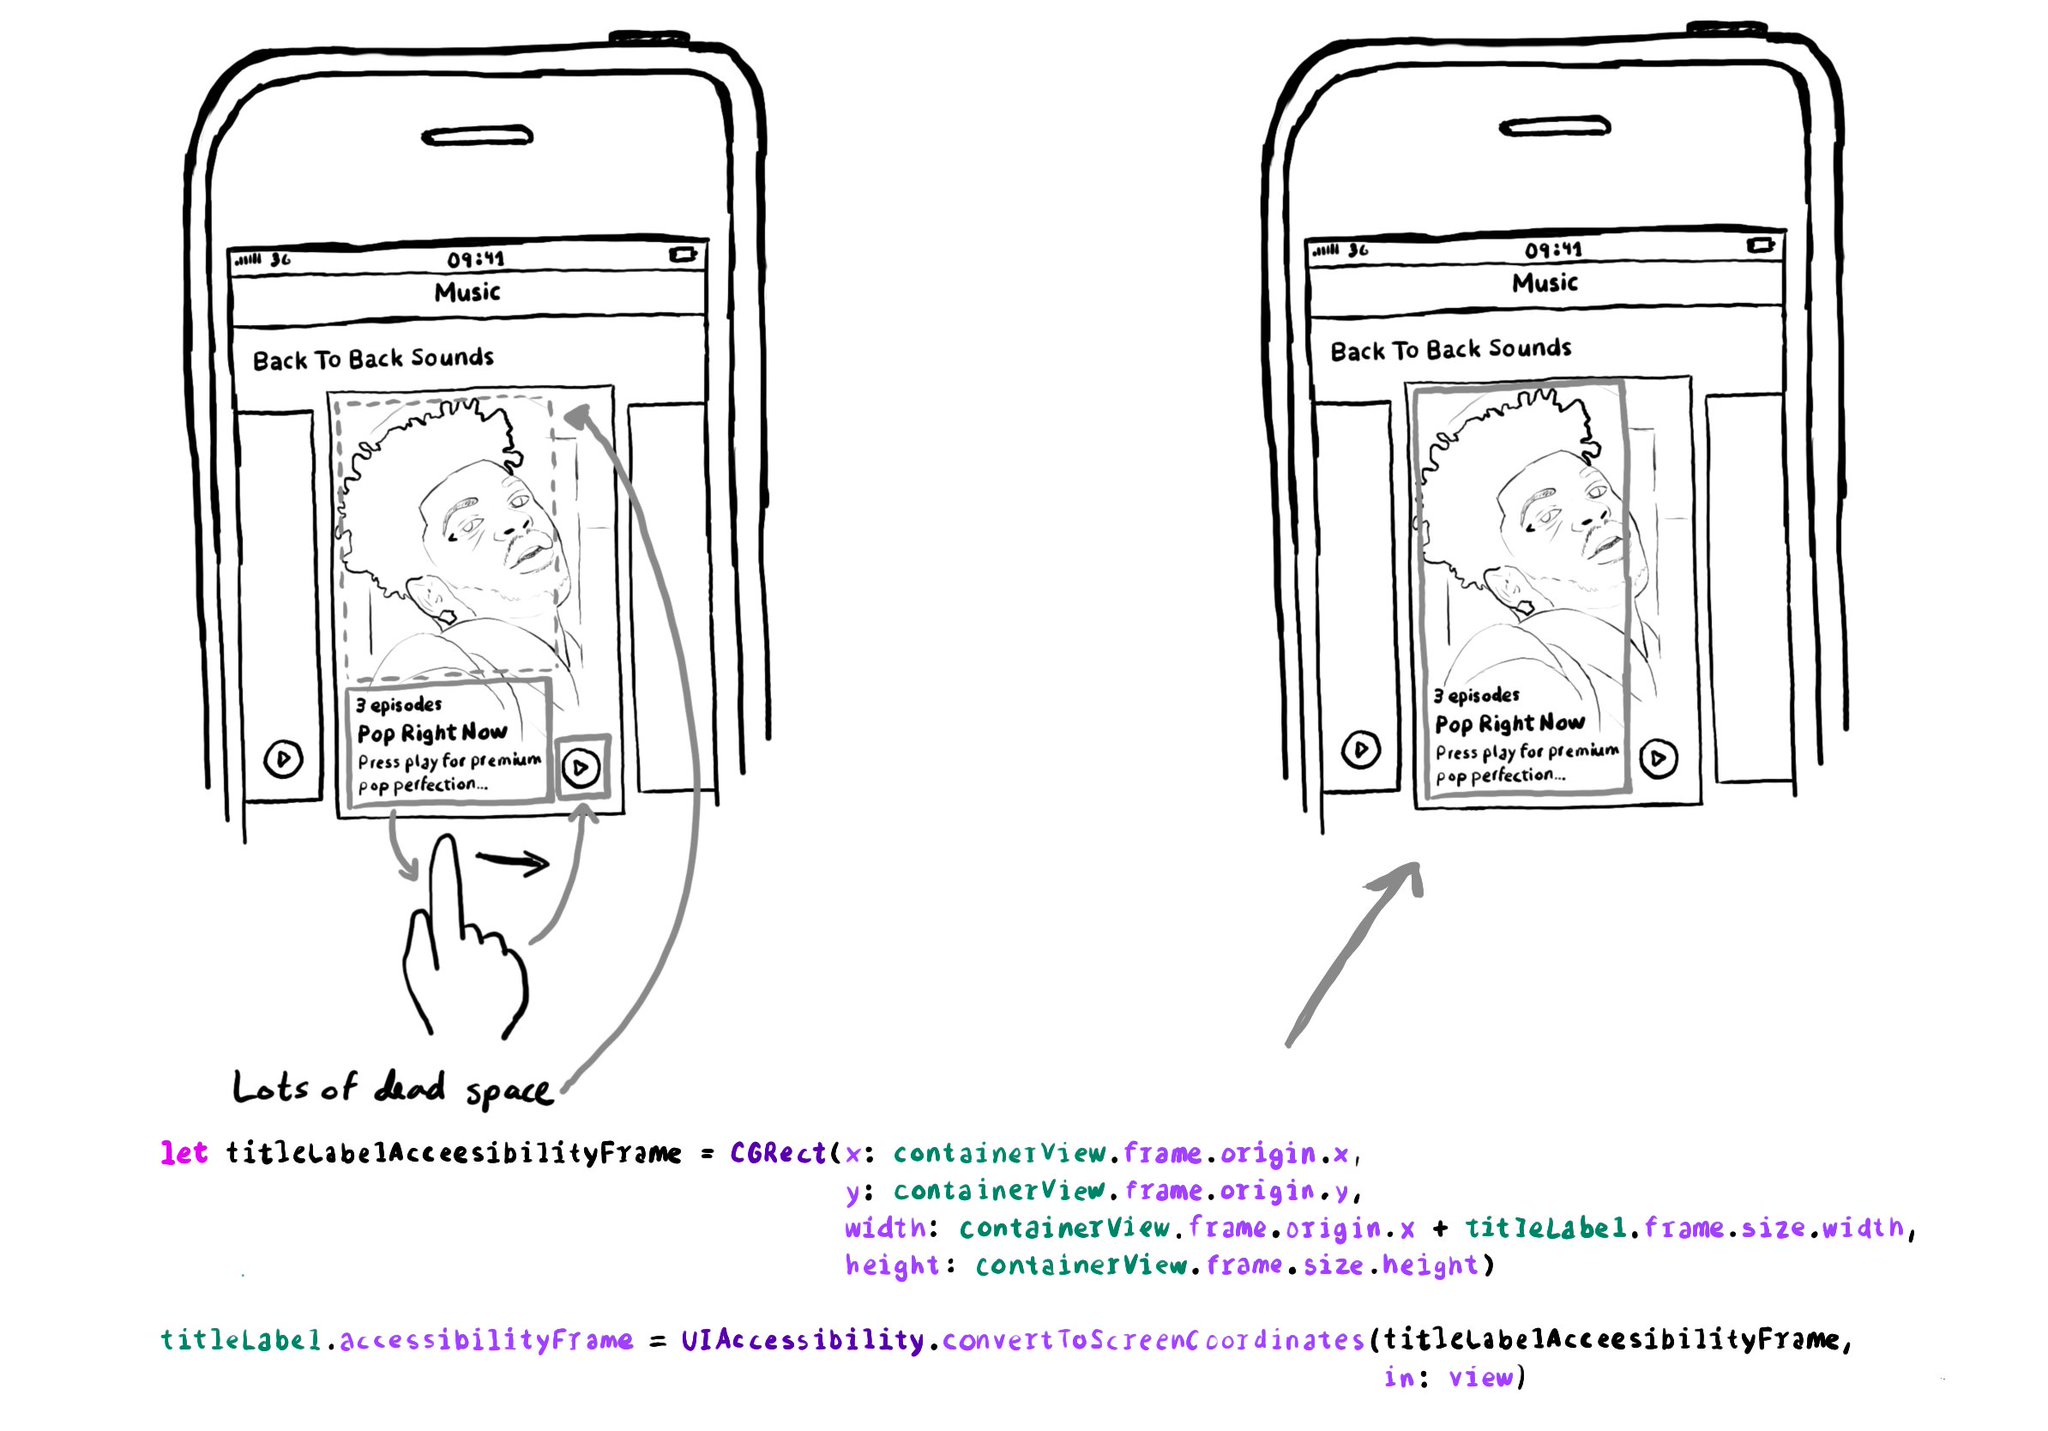 3G
09:41
Music
Back To Back Sounds
3 episodes
Pop Right Now
Press play for premium
pop perfection...
Lots of dead space
3G
09:41
Music
Back To Back Sounds
3 episodes
Pop Right Now
Press play for premium
pop perfection...
let titleLabelAcceesibilityFrame = CGRect(x: containerView.frame.origin.x,
y: containerView.frame.origin.y,
width: containerView.frame.origin.x + titleLabel.frame.size.width,
height: containerView.frame.size.height)
titleLabel.accessibilityFrame = UIAccessibility.convertToScreenCoordinates(titleLabelAcceesibilityFrame,
in: view)